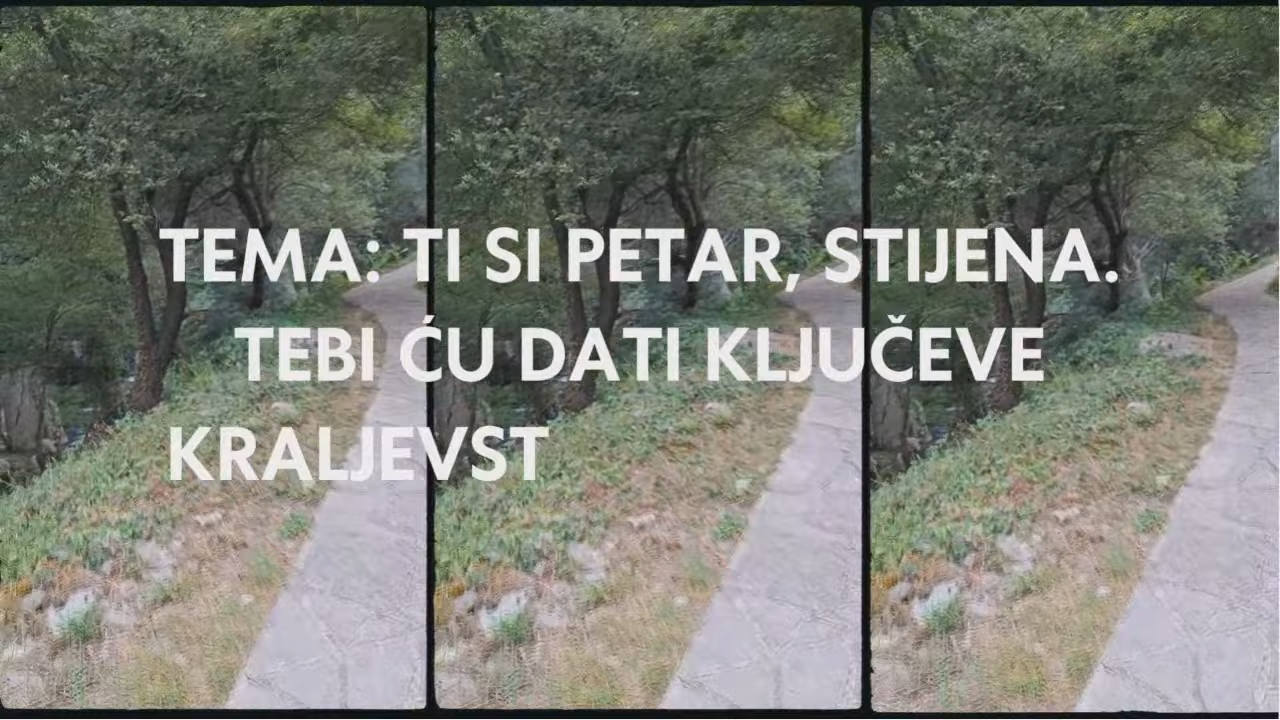 TEMA: TI SI PETAR, STIJENA.
TEBI ĆU DATI KLJUČEVE
KRALJEVST